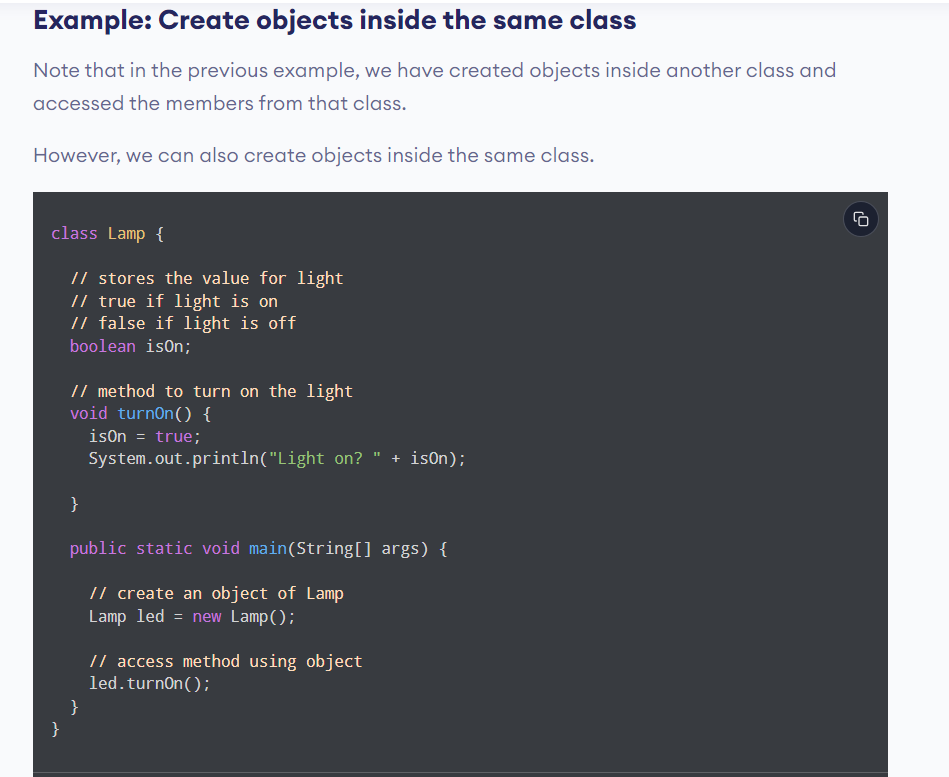 Example: Create objects inside the same class
Note that in the previous example, we have created objects inside another class and
accessed the members from that class.
However, we can also create objects inside the same class.
class Lamp {
  // stores the value for light
  // true if light is on
  // false if light is off
  boolean isOn;
  // method to turn on the light
  void turnOn() {
    isOn = true;
    System.out.println("Light on? " + isOn);
  }
  public static void main(String[] args) {
    // create an object of Lamp
    Lamp led = new Lamp();
    // access method using object
    led.turnOn();
  }
}